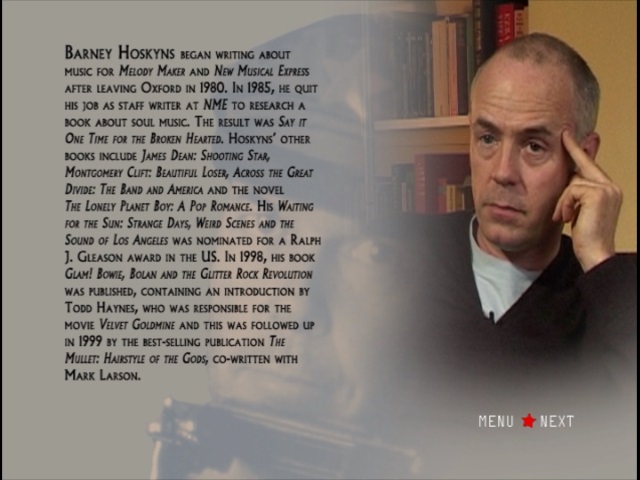 Barney Hoskyns began writing about
music for Melody Maker and New Musical Express
after leaving Oxford in 1980. In 1985, he quit
his job as staff writer at NME to research a
book about soul music. The result was Say it
One Time for the Broken Hearted. Hoskyns' other
books include James Dean: Shooting Star,
Montgomery Clift: Beautiful Loser, Across the Great
Divide: The Band and America and the novel
The Lonely Planet Boy: A Pop Romance. His Waiting
for the Sun: Strange Days, Weird Scenes and the
Sound of Los Angeles was nominated for a Ralph
J. Gleason award in the US. In 1998, his book
Glam! Bowie, Bolan and the Glitter Rock Revolution
was published, containing an introduction by
Todd Haynes, who was responsible for the
movie Velvet Goldmine and this was followed up
in 1999 by the best-selling publication The
Mullet: Hairstyle of the Gods, co-written with
Mark Larson.
MENU NEXT